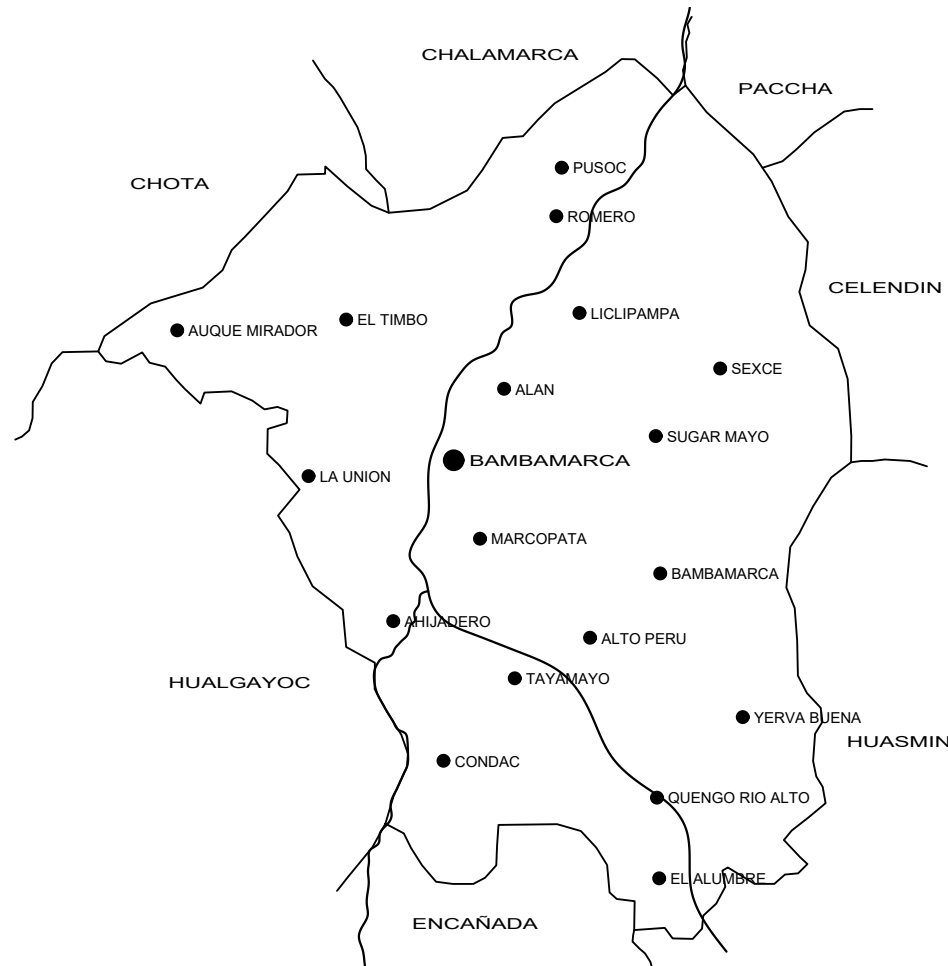 CHALAMARCA
PACCHA
PUSOC
CHOTA
ROMERO
CELENDIN
LICLIPAMPA
EL TIMBO
AUQUE MIRADOR
SEXCE
ALAN
SUGAR MAYO
BAMBAMARCA
LA UNION
MARCOPATA
BAMBAMARCA
AHIJADERO
ALTO PERU
TAYAMAYO
HUALGAYOC
YERVA BUENA
HUASMIN
CONDAC
QUENGO RIO ALTO
EL ALUMBRE
ENCAÑADA